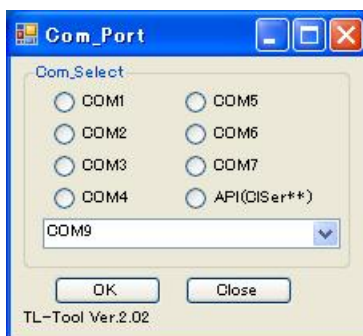 Com_Port
Com_Select
COM1 COM5
COM2 COM6
COM3 COM7
COM4 API(CISer**)
COM9
OK Close
TL-Tool Ver.2.02